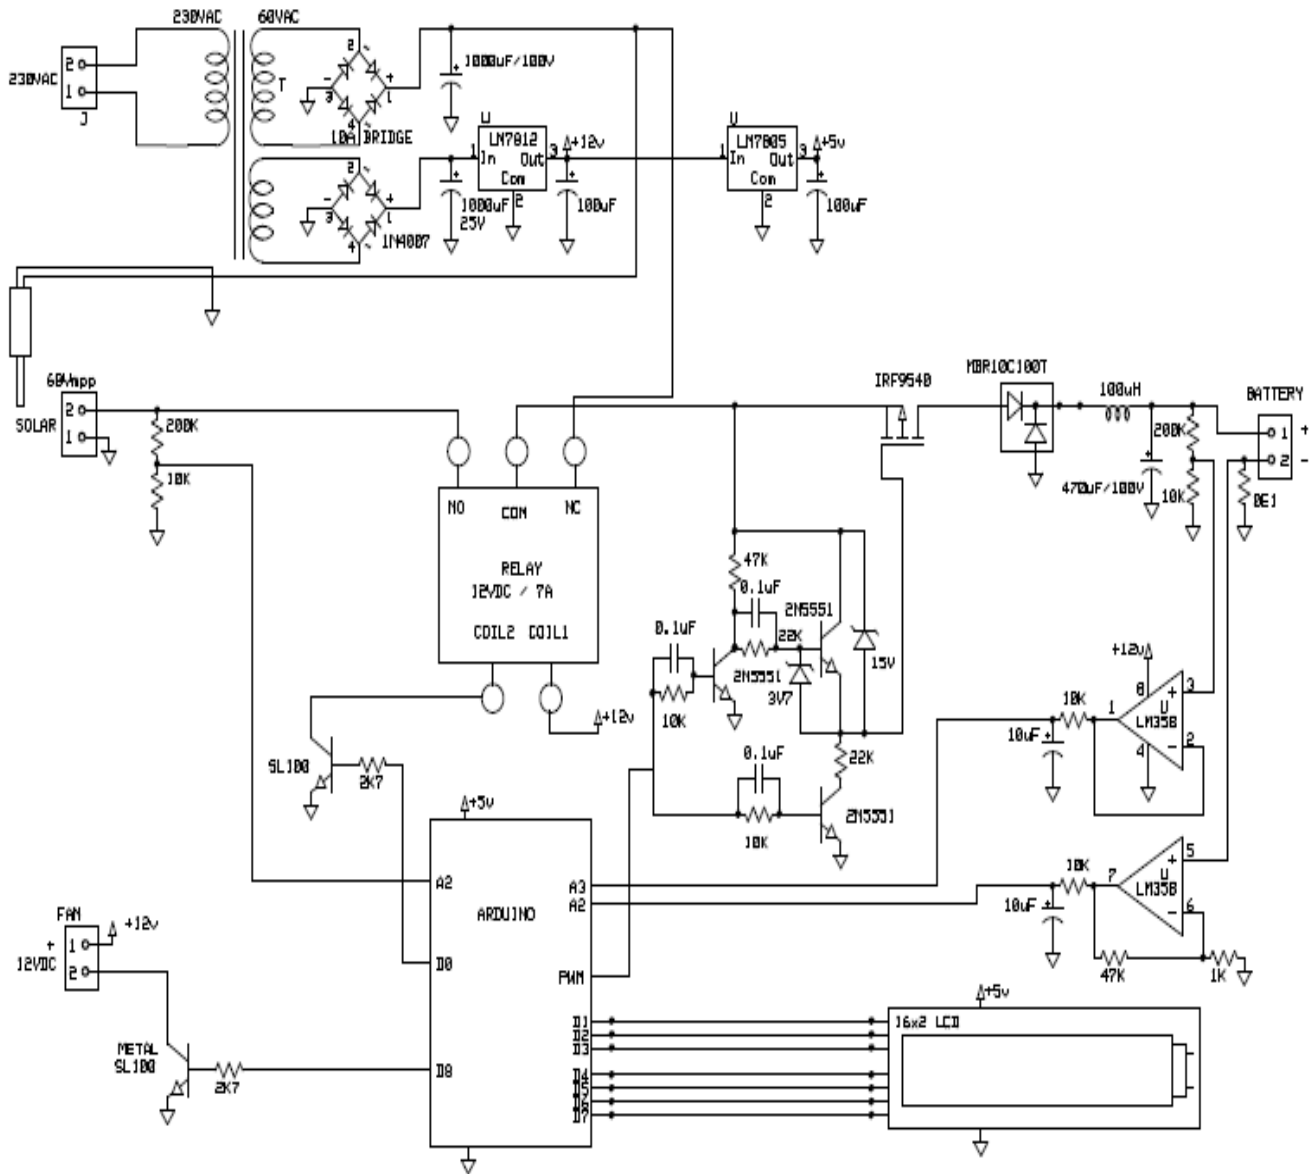 230VAC
60VAC
230VAC
2
1
J
T
2
-
+
3
1
4
10A BRIDGE
1000uF/100V
U
LM7812
1
In
Out
3
Com
2
+12v
1000uF
25V
100uF
U
LM7805
1
In
Out
3
Com
2
+5v
100uF
2
-
+
3
1
4
1N4007
60Vmpp
SOLAR
2
1
200K
10K
NO
COM
NC
RELAY
12VDC / 7A
COIL2 COIL1
+12v
IRF9540
MBR10C100T
100uH
470uF/100V
200K
10K
BATTERY
1
+
2
-
0E1
47K
0.1uF
22K
2N5551
15V
0.1uF
10K
2N5551
3V7
22K
0.1uF
10K
2N5551
SL100
2K7
+12v
8
+
3
U
LM358
1
4
-
2
10K
10uF
+
5
U
LM358
7
-
6
10K
10uF
47K
1K
+5v
A2
ARDUINO
A3
A2
D0
PWM
D8
D1
D2
D3
D4
D5
D6
D7
FAN
+
12VDC
1
2
+12v
METAL
SL100
2K7
+5v
16x2 LCD